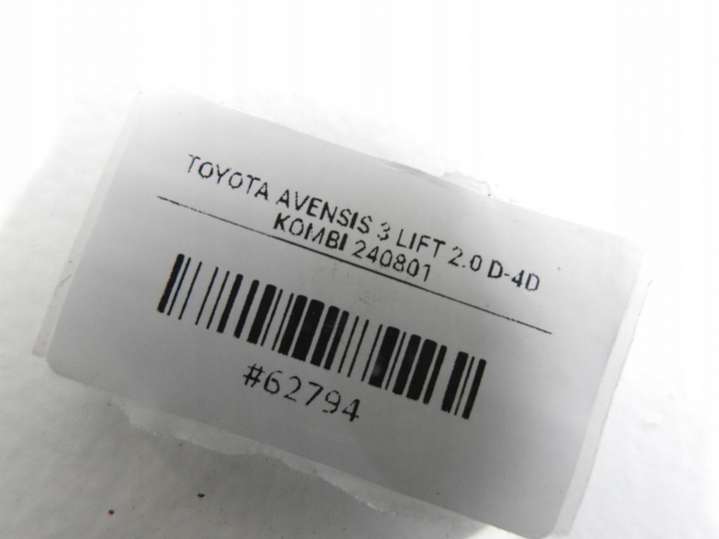 TOYOTA AVENSIS 3 LIFT 2.0 D-4D
KOMBI 240801
#62794